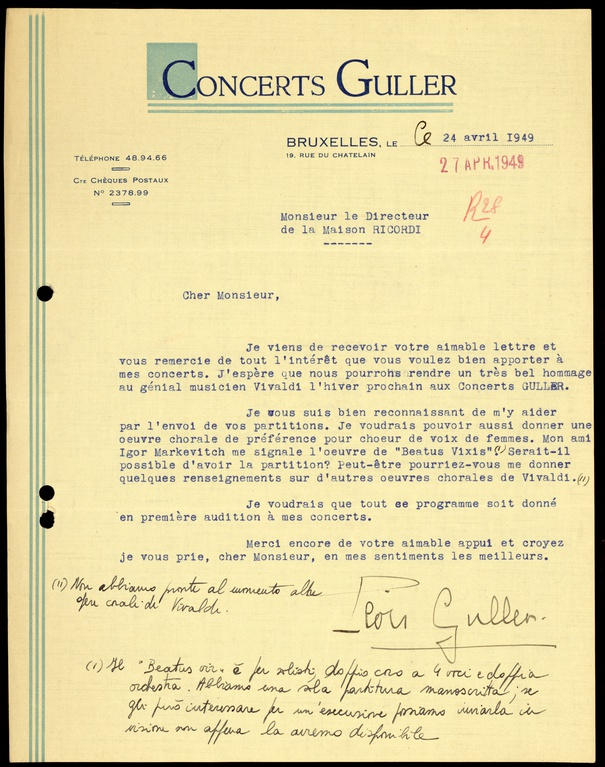 CONCERTS GULLER
BRUXELLES, LE Ce 24 avril 1949
19, RUE DU CHATELAIN
27 APR.1949
TÉLÉPHONE 48.94.66
CTE CHÈQUES POSTAUX
No 2378.99
R28
4
Monsieur le Directeur
de la Maison RICORDI
-------
Cher Monsieur,
Je viens de recevoir votre aimable lettre et
vous remercie de tout l'intérêt que vous voulez bien apporter à
mes concerts. J'espère que nous pourrons rendre un très bel hommage
au génial musicien Vivaldi l'hiver prochain aux Concerts GULLER.
Je vous suis bien reconnaissant de m'y aider
par l'envoi de vos partitions. Je voudrais pouvoir aussi donner une
oeuvre chorale de préférence pour choeur de voix de femmes. Mon ami
Igor Markevitch me signale l'oeuvre de "Beatus Vixis"(1) Serait-il
possible d'avoir la partition? Peut-être pourriez-vous me donner
quelques renseignements sur d'autres oeuvres chorales de Vivaldi.(11)
Je voudrais que tout ce programme soit donné
en première audition à mes concerts.
Merci encore de votre aimable appui et croyez
je vous prie, cher Monsieur, en mes sentiments les meilleurs.
(11) Non abbiamo pronte al momento altre
opere corali di Vivaldi.
Léon Guller.
(1) Il "Beatus vir" è per solisti, doppio coro a 4 voci e doppia
orchestra. Abbiamo una sola partitura manoscritta; se
gli può interessare per un'esecuzione possiamo inviarla in
visione non appena la avremo disponibile